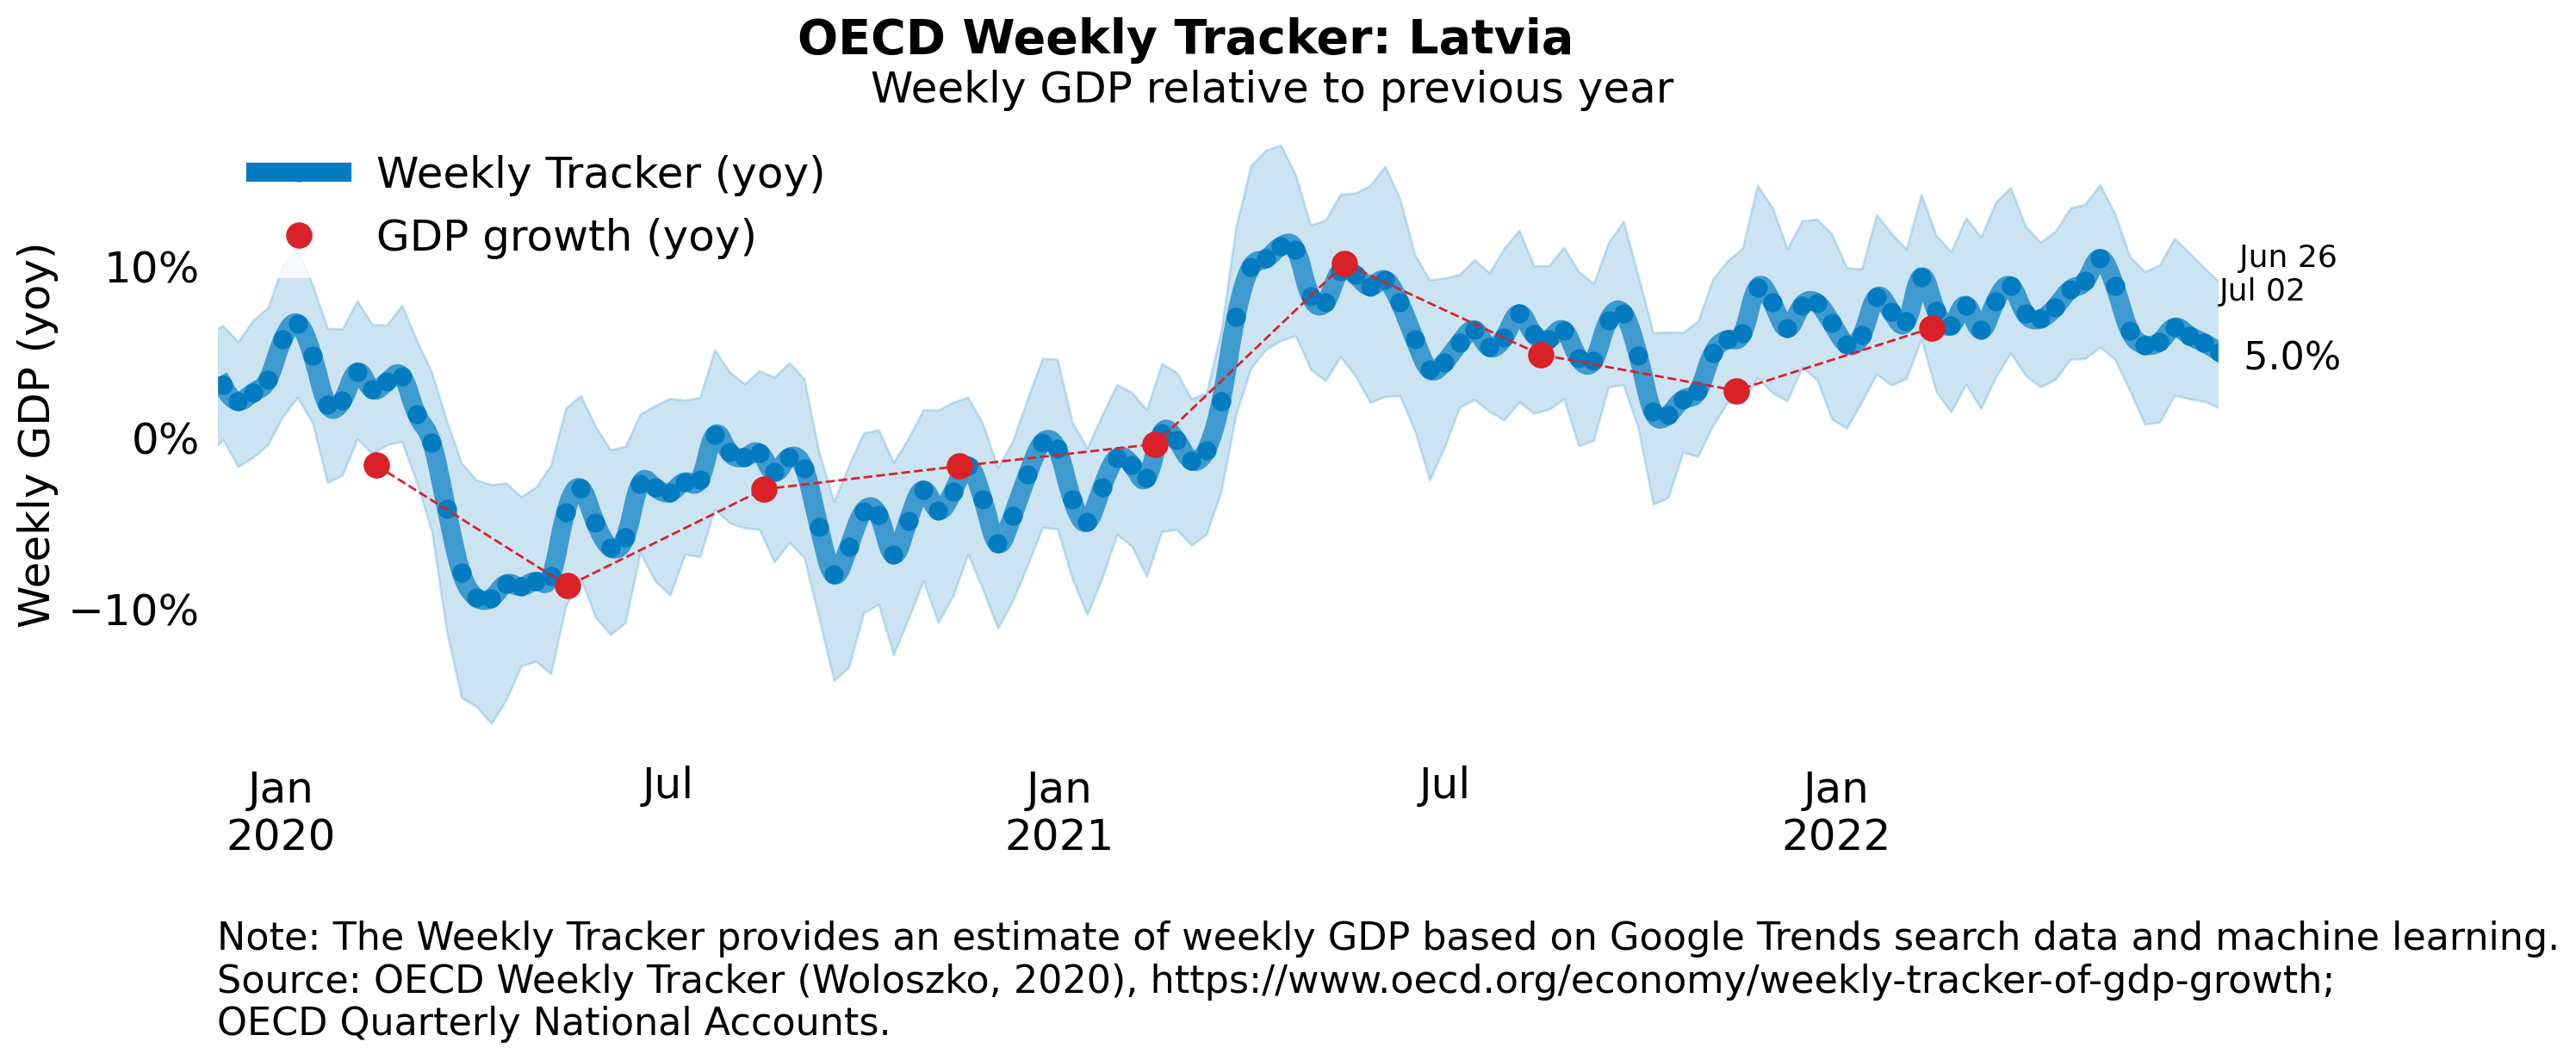 OECD Weekly Tracker: Latvia
Weekly GDP relative to previous year
Weekly Tracker (yoy)
GDP growth (yoy)
Weekly GDP (yoy)
10%
0%
−10%
Jun 26
Jul 02
5.0%
Jan
2020
Jul
Jan
2021
Jul
Jan
2022
Note: The Weekly Tracker provides an estimate of weekly GDP based on Google Trends search data and machine learning.
Source: OECD Weekly Tracker (Woloszko, 2020), https://www.oecd.org/economy/weekly-tracker-of-gdp-growth;
OECD Quarterly National Accounts.